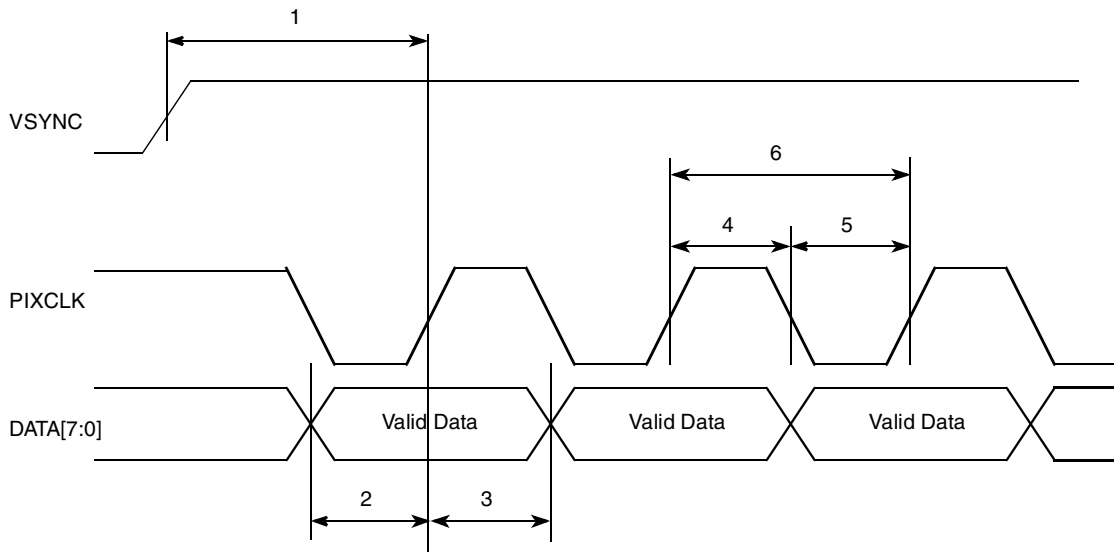 1
VSYNC
6
4 5
PIXCLK
DATA[7:0] Valid Data Valid Data Valid Data
2 3